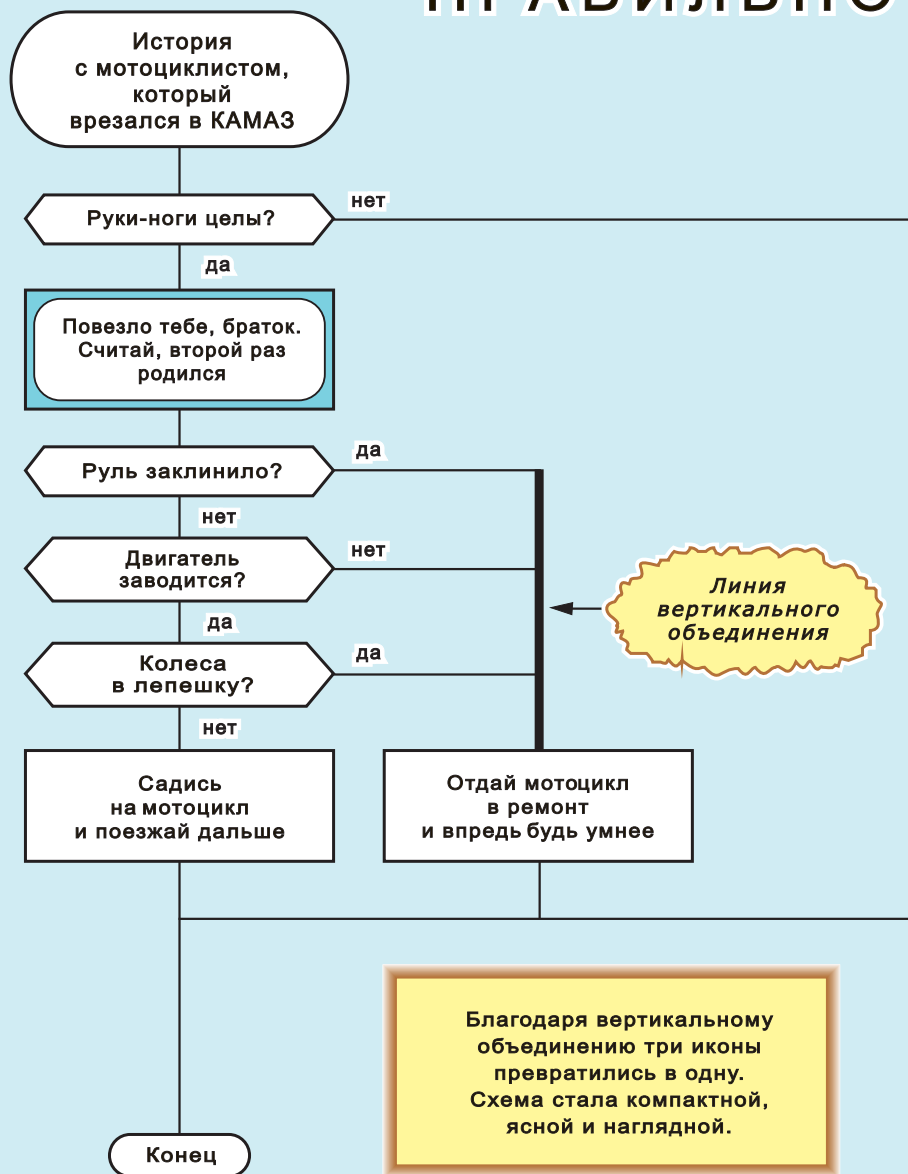 ПРАВИЛЬНО
История
с мотоциклистом,
который
врезался в КАМАЗ
Руки-ноги целы?
нет
да
Повезло тебе, браток.
Считай, второй раз
родился
Руль заклинило?
да
нет
Двигатель
заводится?
нет
да
Колеса
в лепешку?
да
нет
Линия
вертикального
объединения
Садись
на мотоцикл
и поезжай дальше
Отдай мотоцикл
в ремонт
и впредь будь умнее
Благодаря вертикальному
объединению три иконы
превратились в одну.
Схема стала компактной,
ясной и наглядной.
Конец